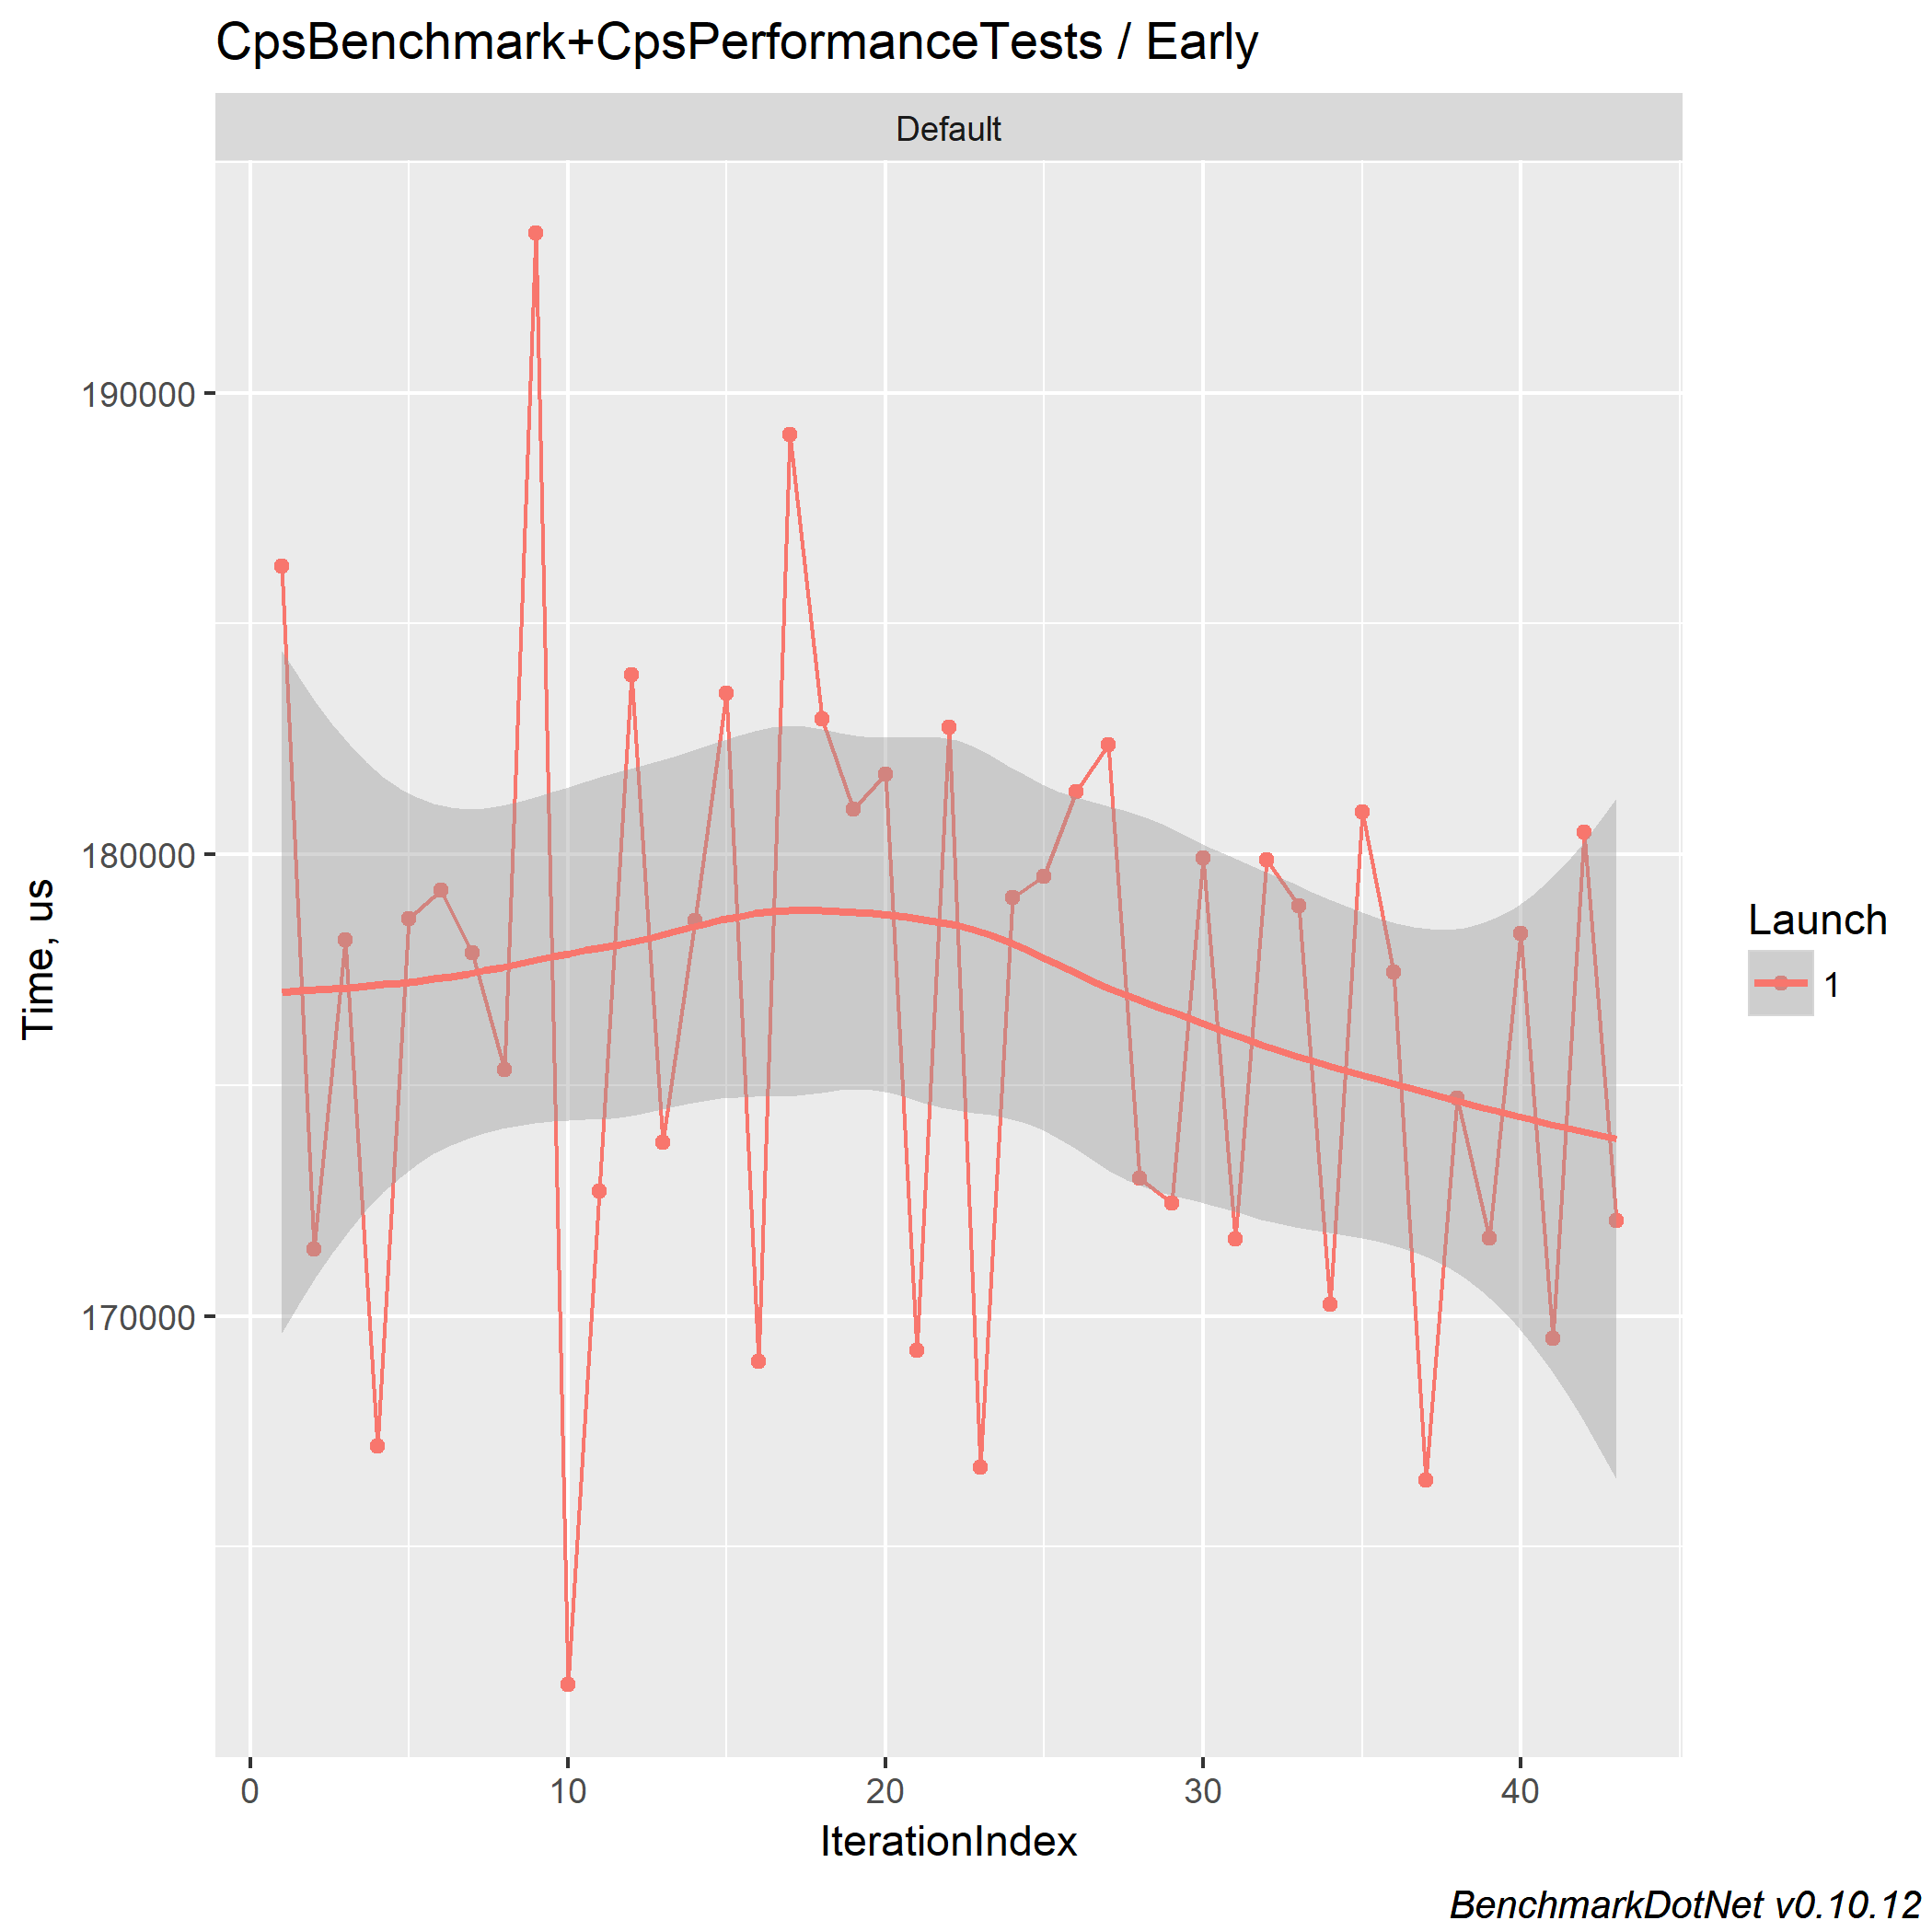 CpsBenchmark+CpsPerformanceTests / Early
Default
190000
180000
170000
Time, us
0 10 20 30 40
IterationIndex
Launch
1
BenchmarkDotNet v0.10.12